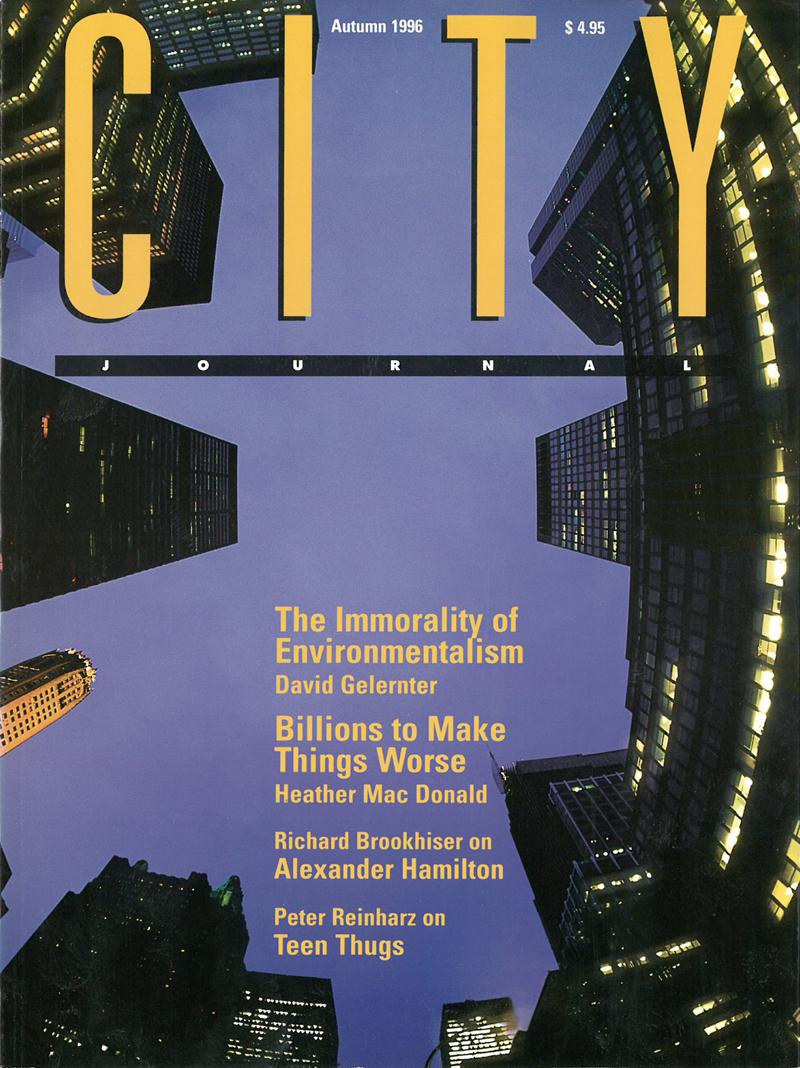 Autumn 1996 $ 4.95
CITY
JOURNAL
The Immorality of
Environmentalism
David Gelernter
Billions to Make
Things Worse
Heather Mac Donald
Richard Brookhiser on
Alexander Hamilton
Peter Reinharz on
Teen Thugs